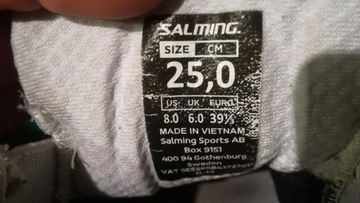 SALMING.
SIZE CM
25,0
US UK EURO
8.0 6.0 39⅓
MADE IN VIETNAM
Salming Sports AB
Box 9151
400 94 Gothenburg
Sweden